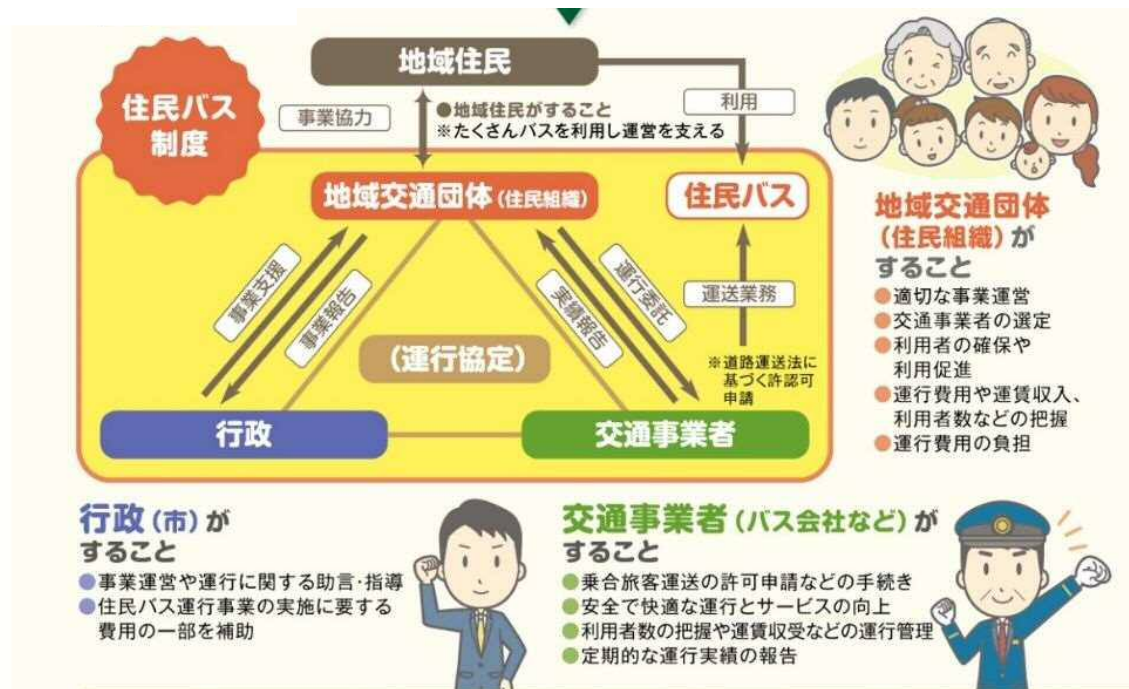 住民バス
制度
地域住民
事業協力
●地域住民がすること
※たくさんバスを利用し運営を支える
利用
地域交通団体(住民組織)
住民バス
事業支援
事業報告
実績報告
運行委託
運送業務
(運行協定)
※道路運送法に
基づく許認可
申請
行政
交通事業者
地域交通団体
(住民組織)が
すること
●適切な事業運営
●交通事業者の選定
●利用者の確保や
利用促進
●運行費用や運賃収入、
利用者数などの把握
●運行費用の負担
行政(市)が
すること
●事業運営や運行に関する助言・指導
●住民バス運行事業の実施に要する
費用の一部を補助
交通事業者(バス会社など)が
すること
●乗合旅客運送の許可申請などの手続き
●安全で快適な運行とサービスの向上
●利用者数の把握や運賃収受などの運行管理
●定期的な運行実績の報告